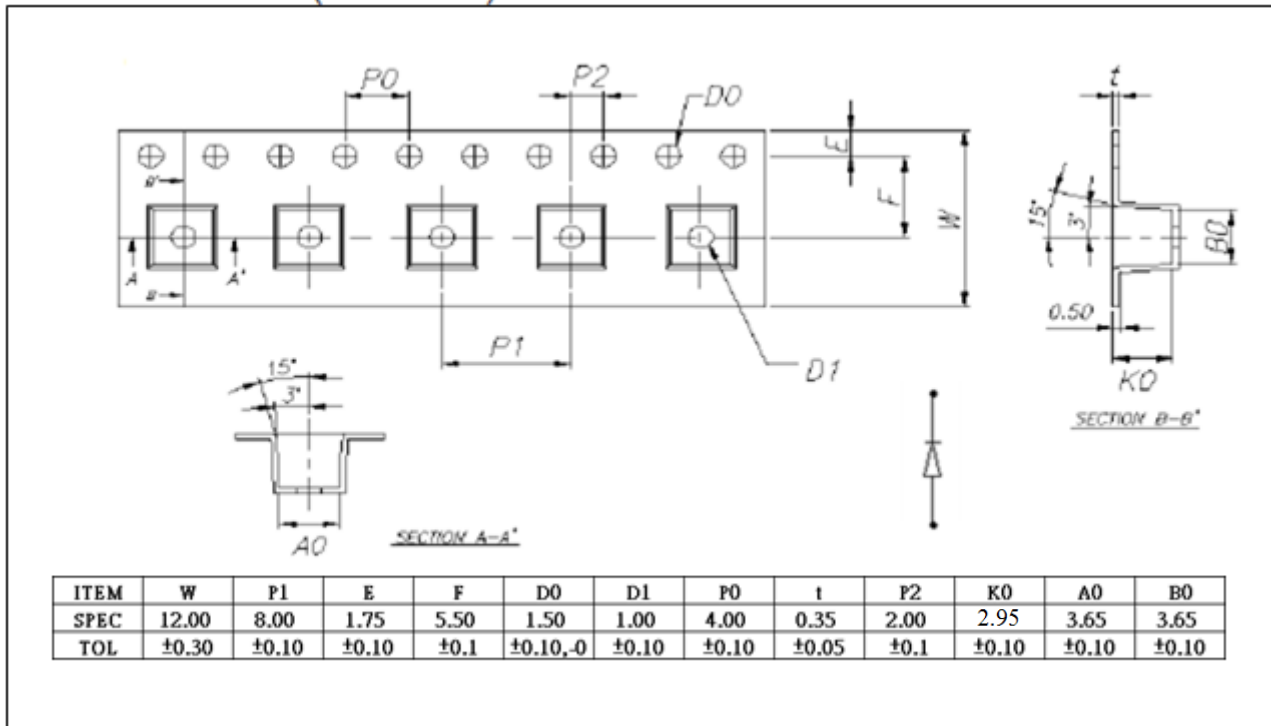 P0
P2
D0
t
E
F
W
B'
A
A'
B
P1
D1
15°
3°
B0
0.50
K0
SECTION B-B'
15°
3°
A0
SECTION A-A'
ITEM W P1 E F D0 D1 P0 t P2 K0 A0 B0
SPEC 12.00 8.00 1.75 5.50 1.50 1.00 4.00 0.35 2.00 2.95 3.65 3.65
TOL ±0.30 ±0.10 ±0.10 ±0.1 ±0.10,-0 ±0.10 ±0.10 ±0.05 ±0.1 ±0.10 ±0.10 ±0.10